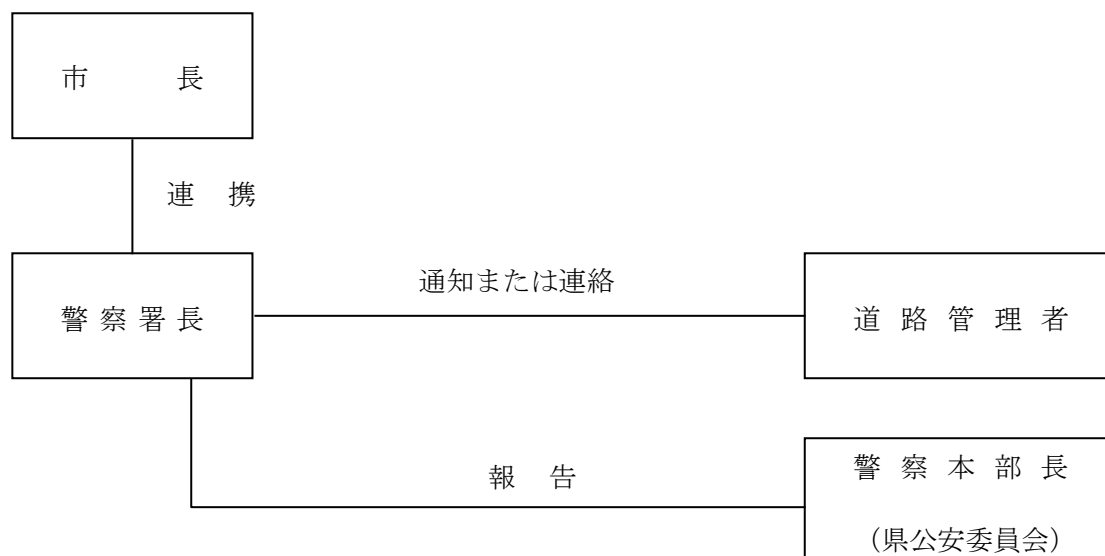 市　　長
連　携
通知または連絡
警察署長
道路管理者
警察本部長
報　告
（県公安委員会）